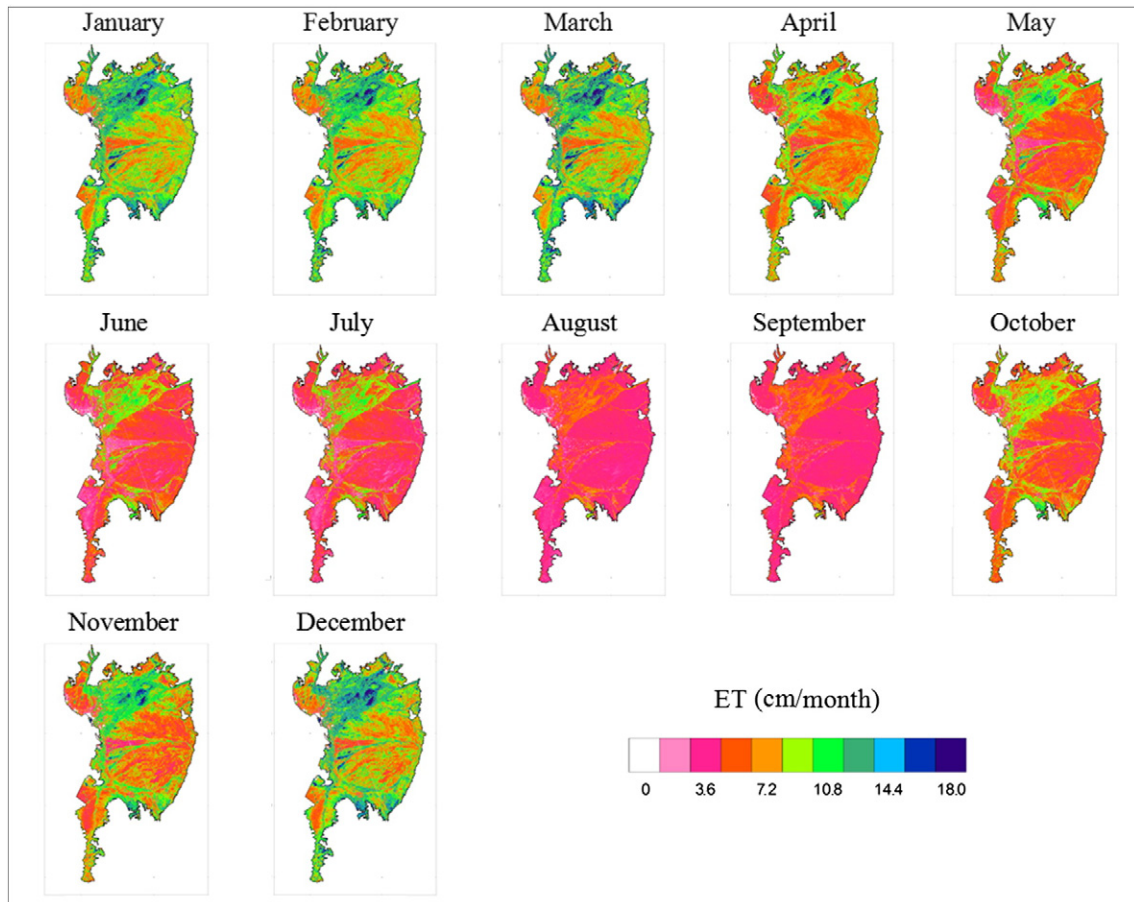 January February March April May
June July August September October
November December
ET (cm/month)
0 3.6 7.2 10.8 14.4 18.0